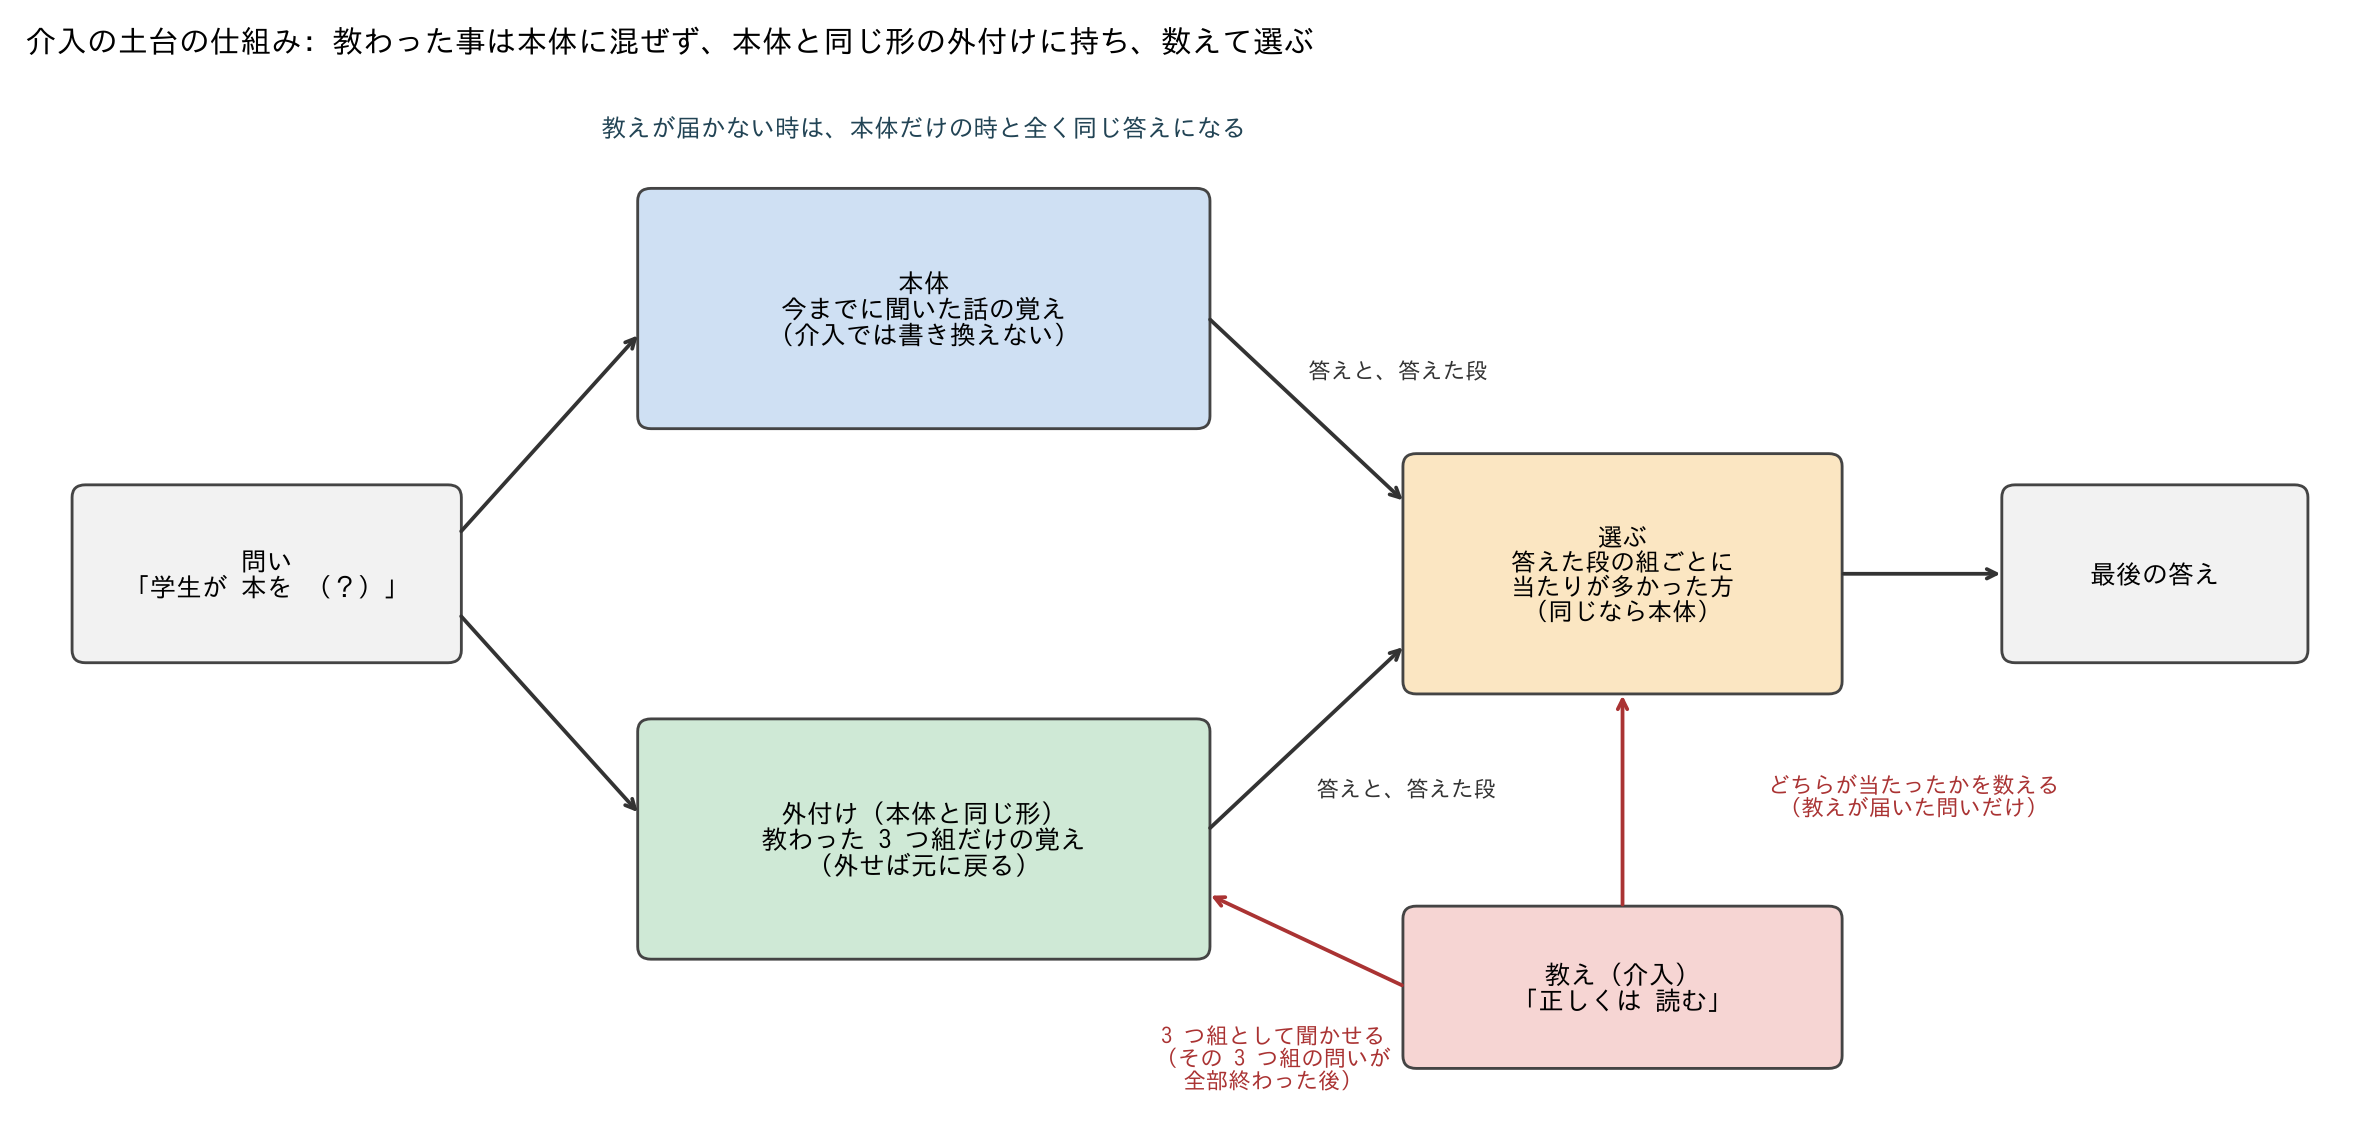 介入の土台の仕組み: 教わった事は本体に混ぜず、本体と同じ形の外付けに持ち、数えて選ぶ
教えが届かない時は、本体だけの時と全く同じ答えになる
本体
今までに聞いた話の覚え
（介入では書き換えない）
答えと、答えた段
問い
「学生が 本を （？）」
選ぶ
答えた段の組ごとに
当たりが多かった方
（同じなら本体）
最後の答え
外付け（本体と同じ形）
教わった 3 つ組だけの覚え
（外せば元に戻る）
答えと、答えた段
どちらが当たったかを数える
（教えが届いた問いだけ）
教え（介入）
「正しくは 読む」
3 つ組として聞かせる
（その 3 つ組の問いが
全部終わった後）